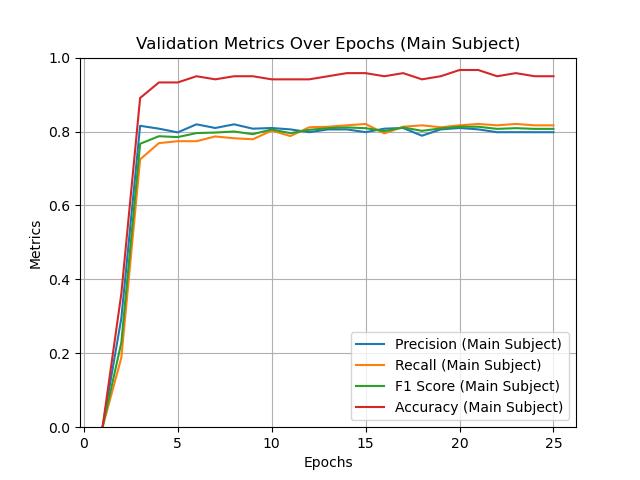 Validation Metrics Over Epochs (Main Subject)
1.0
0.8
0.6
0.4
0.2
0.0
Metrics
Precision (Main Subject)
Recall (Main Subject)
F1 Score (Main Subject)
Accuracy (Main Subject)
0 5 10 15 20 25
Epochs